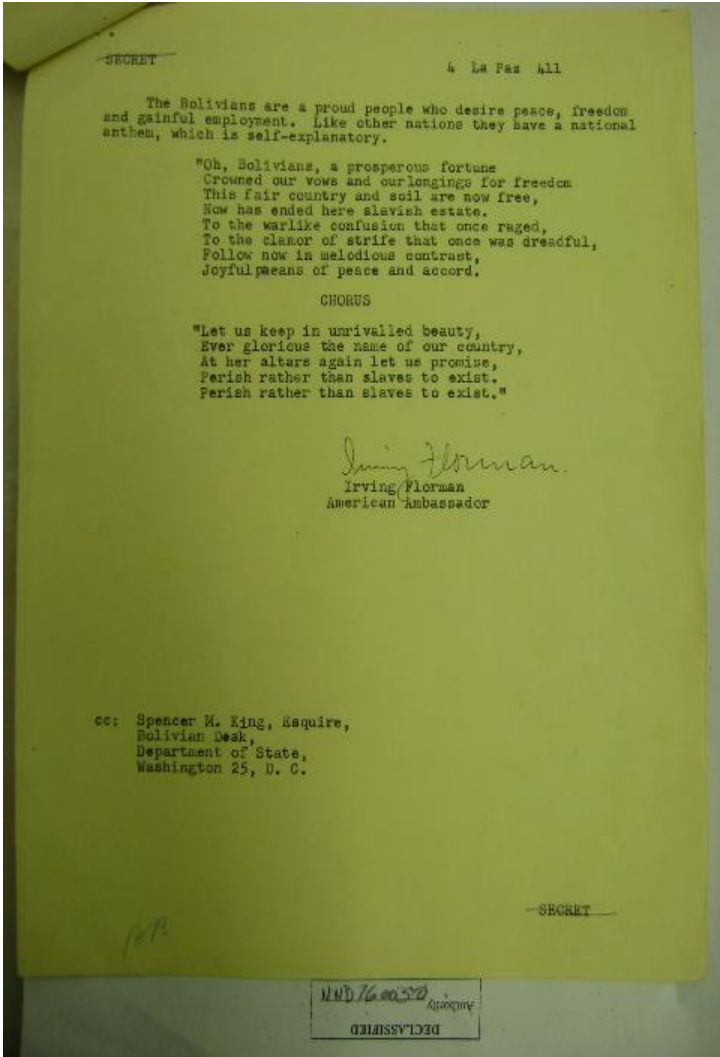 SECRET
4 La Paz 411
The Bolivians are a proud people who desire peace, freedom
and gainful employment. Like other nations they have a national
anthem, which is self-explanatory.
"Oh, Bolivians, a prosperous fortune
Crowned our vows and ourlongings for freedom
This fair country and soil are now free,
Now has ended here slavish estate.
To the warlike confusion that once raged,
To the clamor of strife that once was dreadful,
Follow now in melodious contrast,
Joyful paeans of peace and accord.
CHORUS
"Let us keep in unrivalled beauty,
Ever glorious the name of our country,
At her altars again let us promise,
Perish rather than slaves to exist.
Perish rather than slaves to exist."
Irving Florman.
Irving Florman
American Ambassador
cc: Spencer M. King, Esquire,
Bolivian Desk,
Department of State,
Washington 25, D. C.
SECRET
DECLASSIFIED
Authority NND 760050